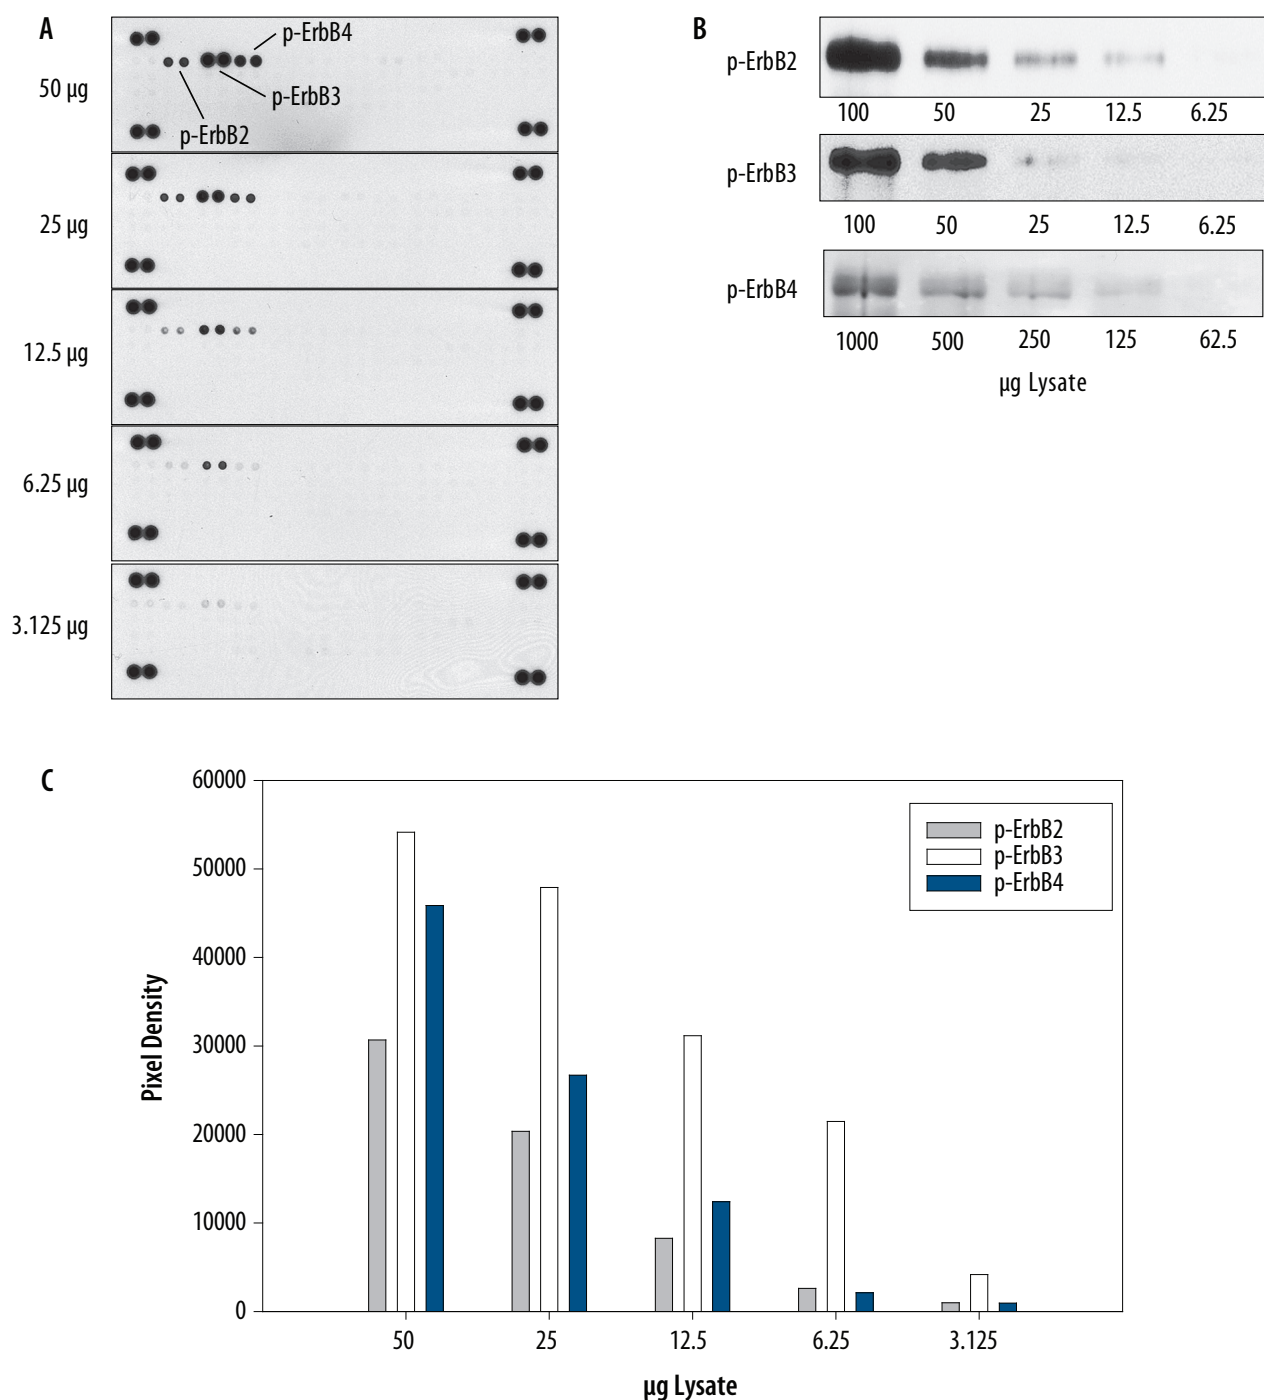 A
50 µg
p-ErbB4
p-ErbB3
p-ErbB2
25 µg
12.5 µg
6.25 µg
3.125 µg
B
p-ErbB2
100 50 25 12.5 6.25
p-ErbB3
100 50 25 12.5 6.25
p-ErbB4
1000 500 250 125 62.5
µg Lysate
C
60000
50000
40000
30000
20000
10000
0
Pixel Density
p-ErbB2
p-ErbB3
p-ErbB4
50 25 12.5 6.25 3.125
µg Lysate